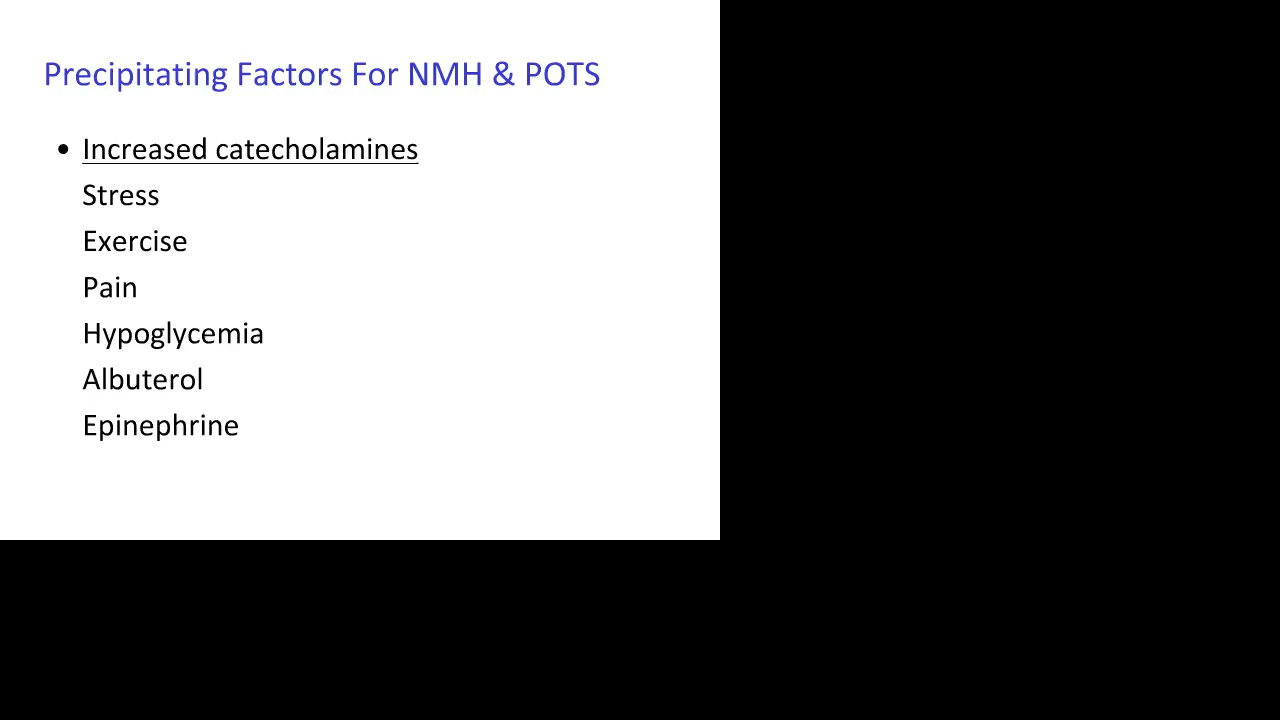 Precipitating Factors For NMH & POTS
• Increased catecholamines
Stress
Exercise
Pain
Hypoglycemia
Albuterol
Epinephrine